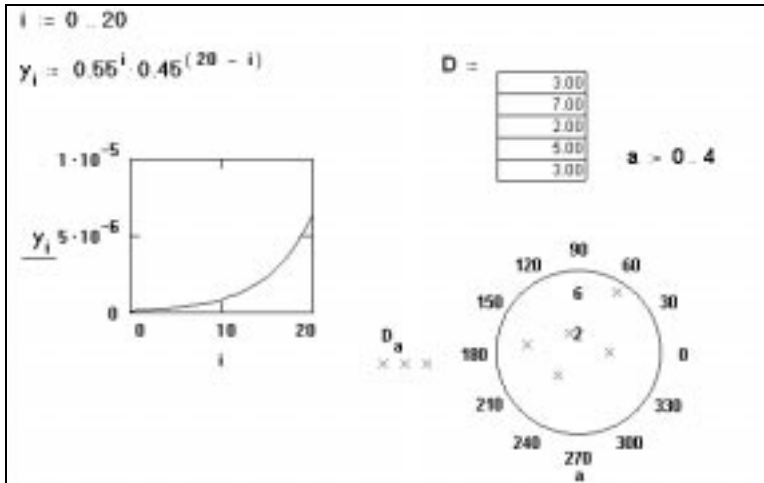 i := 0 .. 20
y_i := 0.55^i · 0.45^(20 - i)
D :=
3.00
7.00
2.00
5.00
3.00
a := 0 .. 4
1·10^-5
y_i 5·10^-6
0
0 10 20
i
D_a
90
120 60
6
150 30
2
180 0
210 330
240 300
270
a